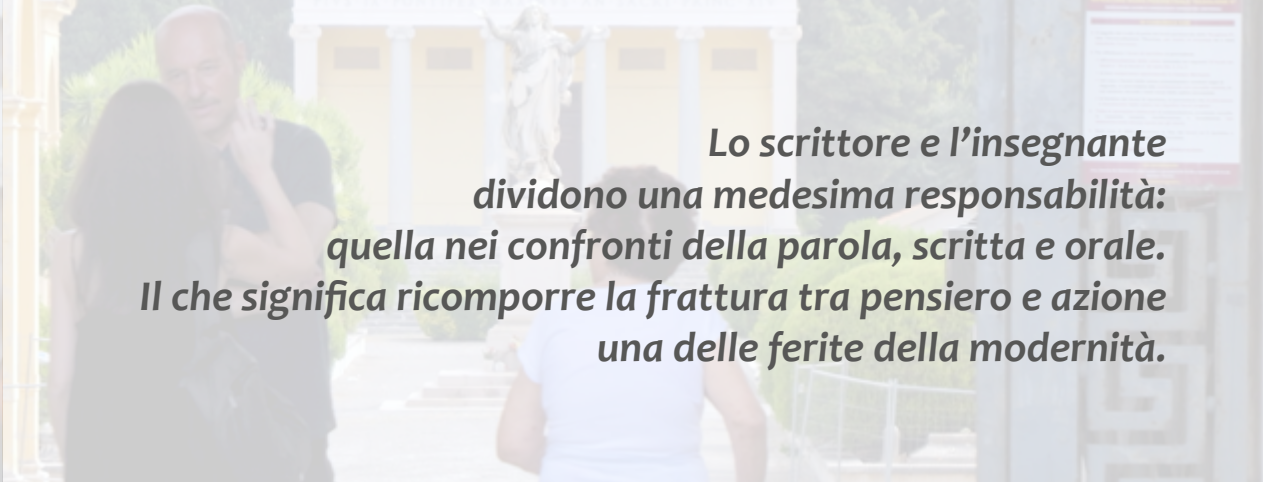 Lo scrittore e l’insegnante
dividono una medesima responsabilità:
quella nei confronti della parola, scritta e orale.
Il che significa ricomporre la frattura tra pensiero e azione
una delle ferite della modernità.